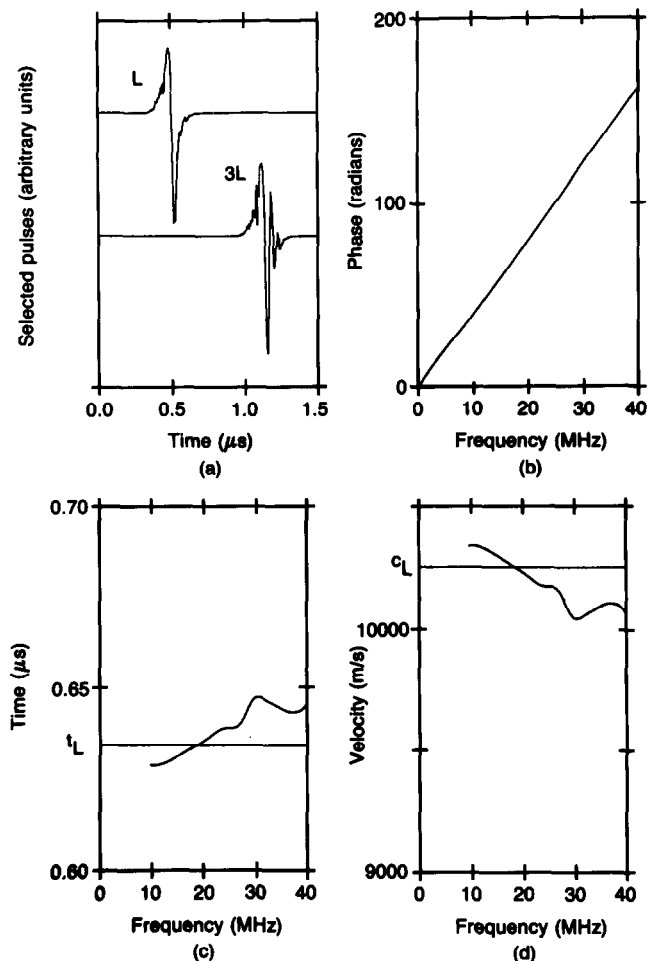 Selected pulses (arbitrary units)
L
3L
0.0
0.5
1.0
1.5
Time (μs)
(a)
Phase (radians)
200
100
0
0
10
20
30
40
Frequency (MHz)
(b)
Time (μs)
0.70
0.65
tL
0.60
0
10
20
30
40
Frequency (MHz)
(c)
Velocity (m/s)
cL
10000
9000
0
10
20
30
40
Frequency (MHz)
(d)